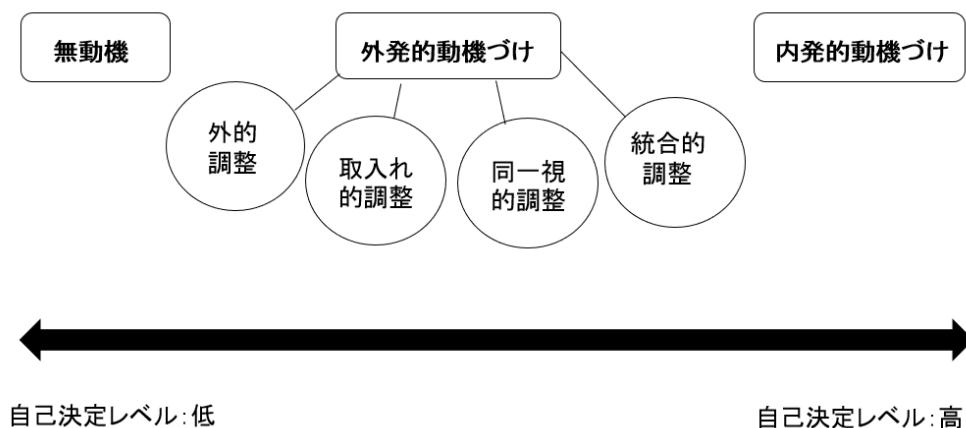 無動機
外発的動機づけ
内発的動機づけ
外的
調整
取入れ
的調整
同一視
的調整
統合的
調整
自己決定レベル：低
自己決定レベル：高